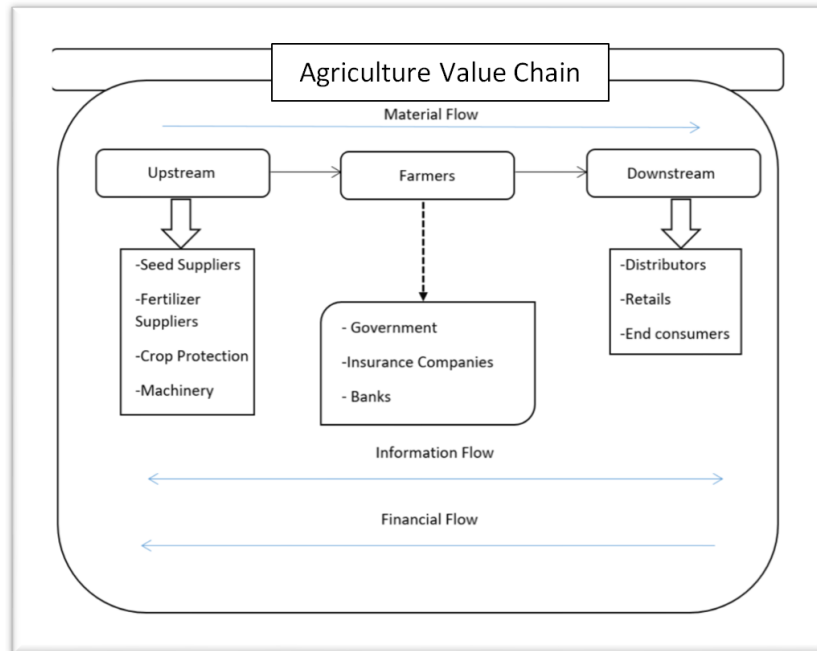 Agriculture Value Chain
Material Flow
Upstream
Farmers
Downstream
-Seed Suppliers
-Fertilizer
Suppliers
-Crop Protection
-Machinery
- Government
-Insurance Companies
- Banks
-Distributors
-Retails
-End consumers
Information Flow
Financial Flow